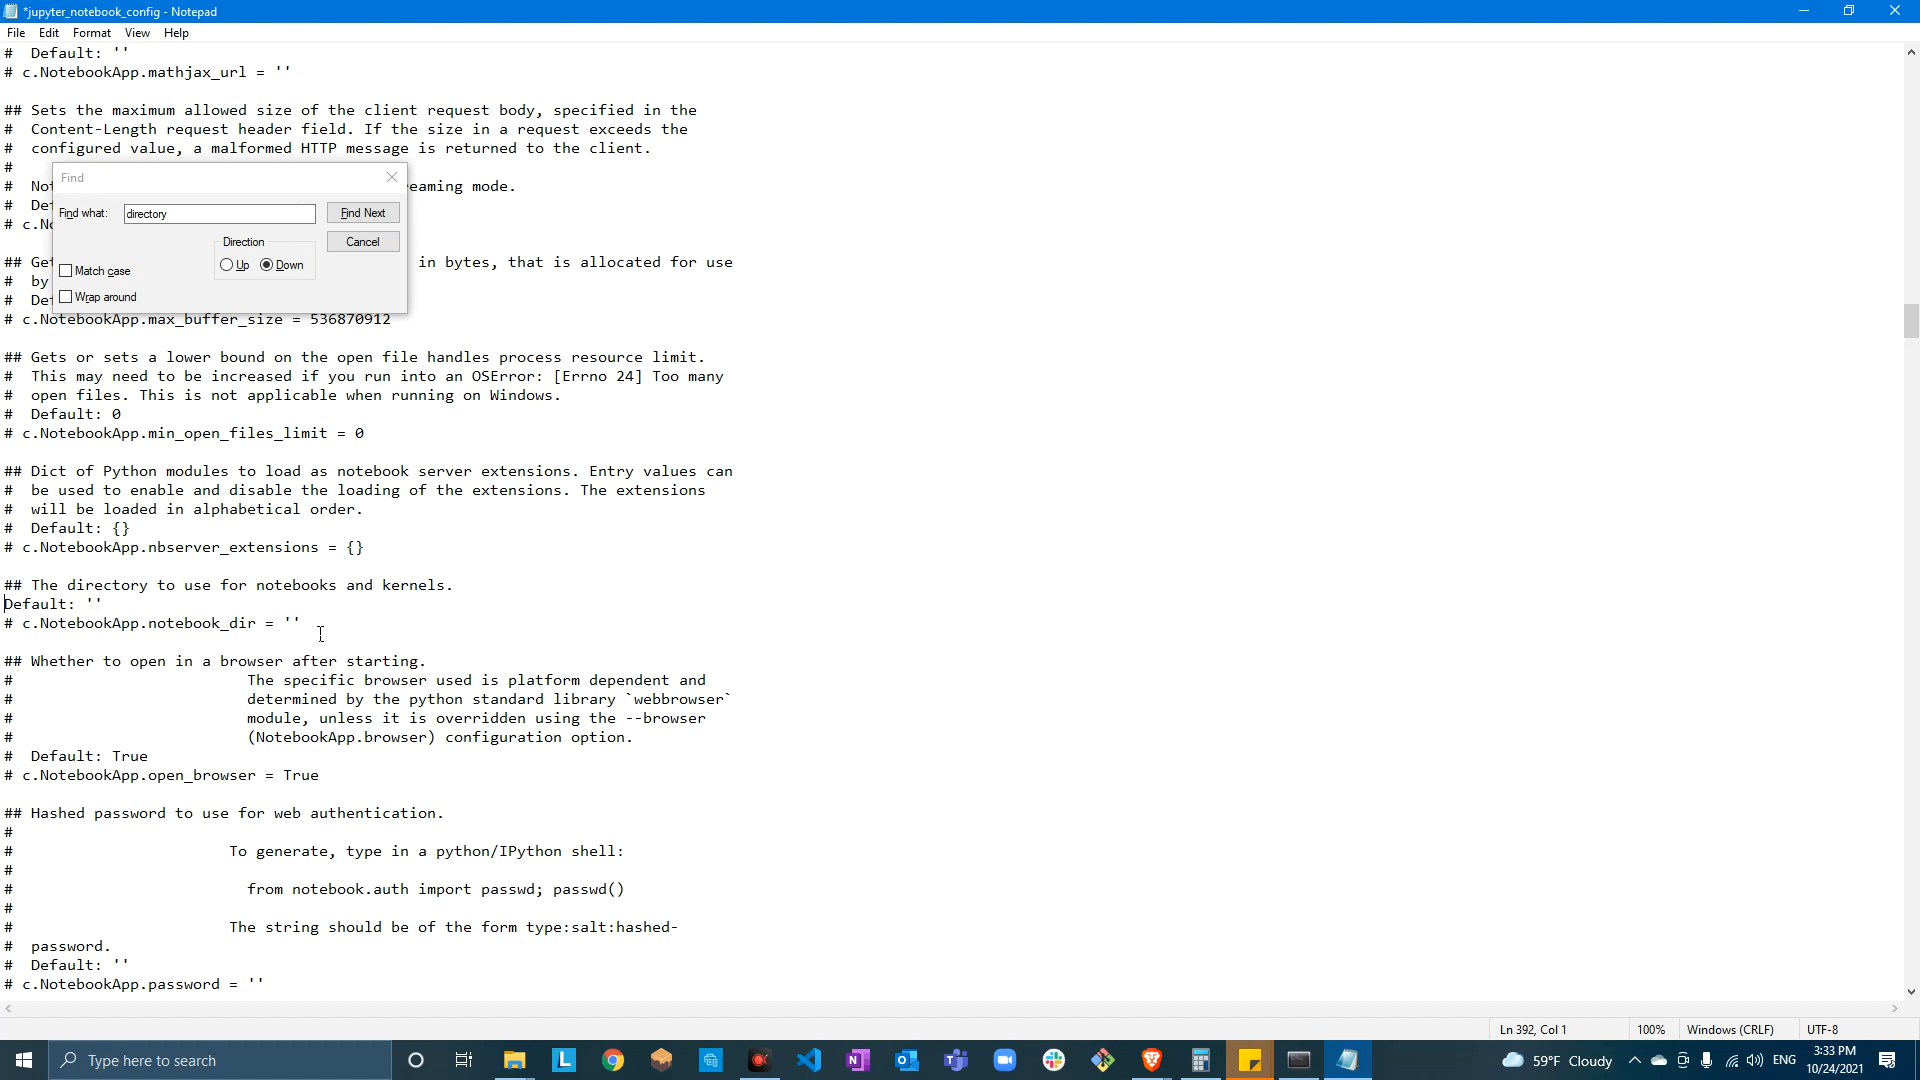 *jupyter_notebook_config - Notepad
File Edit Format View Help
#  Default: ''
# c.NotebookApp.mathjax_url = ''
## Sets the maximum allowed size of the client request body, specified in the
#  Content-Length request header field. If the size in a request exceeds the
#  configured value, a malformed HTTP message is returned to the client.
#
#  Not eaming mode.
#  De
# c.No
## Get in bytes, that is allocated for use
#  by
#  De
# c.NotebookApp.max_buffer_size = 536870912
Find
Find what: directory Find Next
Direction Cancel
Up Down
Match case
Wrap around
## Gets or sets a lower bound on the open file handles process resource limit.
#  This may need to be increased if you run into an OSError: [Errno 24] Too many
#  open files. This is not applicable when running on Windows.
#  Default: 0
# c.NotebookApp.min_open_files_limit = 0
## Dict of Python modules to load as notebook server extensions. Entry values can
#  be used to enable and disable the loading of the extensions. The extensions
#  will be loaded in alphabetical order.
#  Default: {}
# c.NotebookApp.nbserver_extensions = {}
## The directory to use for notebooks and kernels.
Default: ''
# c.NotebookApp.notebook_dir = ''
## Whether to open in a browser after starting.
#                          The specific browser used is platform dependent and
#                          determined by the python standard library `webbrowser`
#                          module, unless it is overridden using the --browser
#                          (NotebookApp.browser) configuration option.
#  Default: True
# c.NotebookApp.open_browser = True
## Hashed password to use for web authentication.
#
#                        To generate, type in a python/IPython shell:
#
#                          from notebook.auth import passwd; passwd()
#
#                        The string should be of the form type:salt:hashed-
#  password.
#  Default: ''
# c.NotebookApp.password = ''
Ln 392, Col 1 100% Windows (CRLF) UTF-8
Type here to search
59°F Cloudy ENG 3:33 PM
10/24/2021